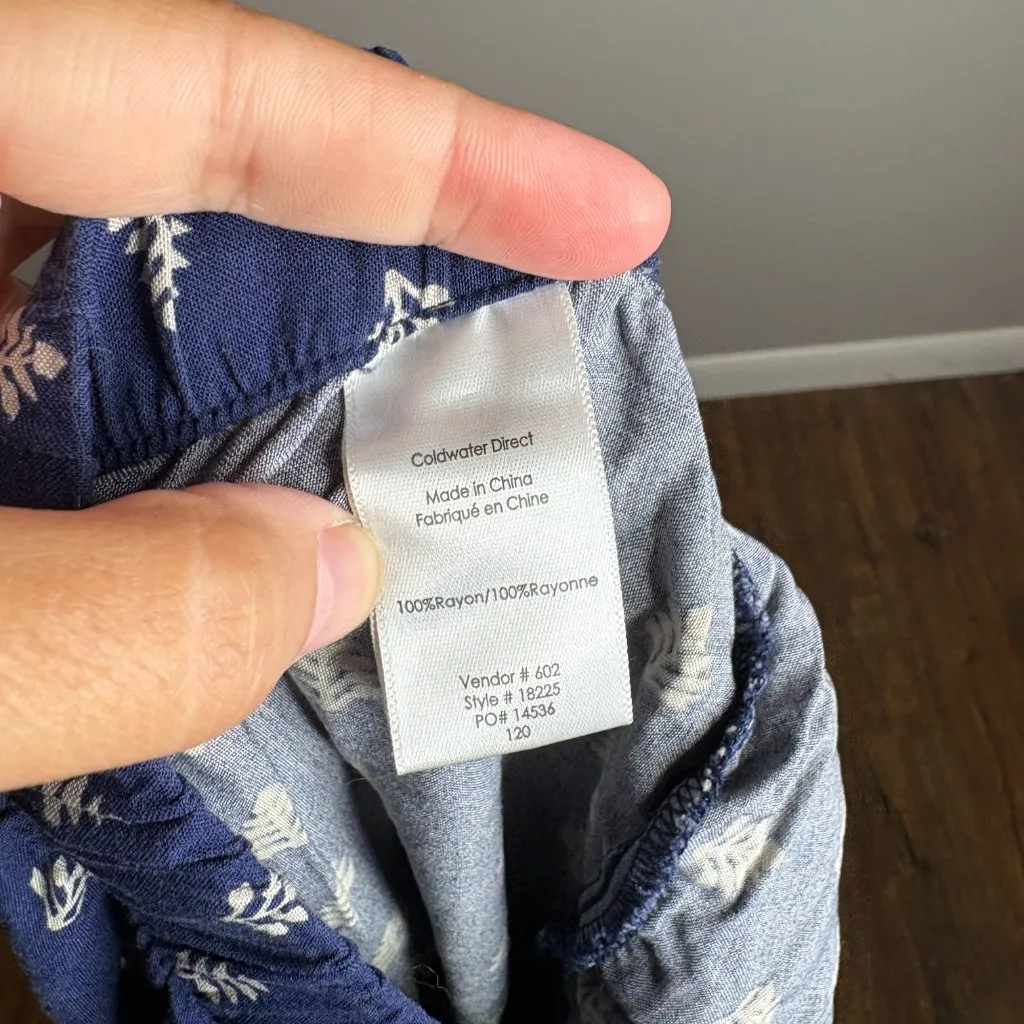 Coldwater Direct
Made in China
Fabriqué en Chine
100%Rayon/100%Rayonne
Vendor # 602
Style # 18225
PO# 14536
120